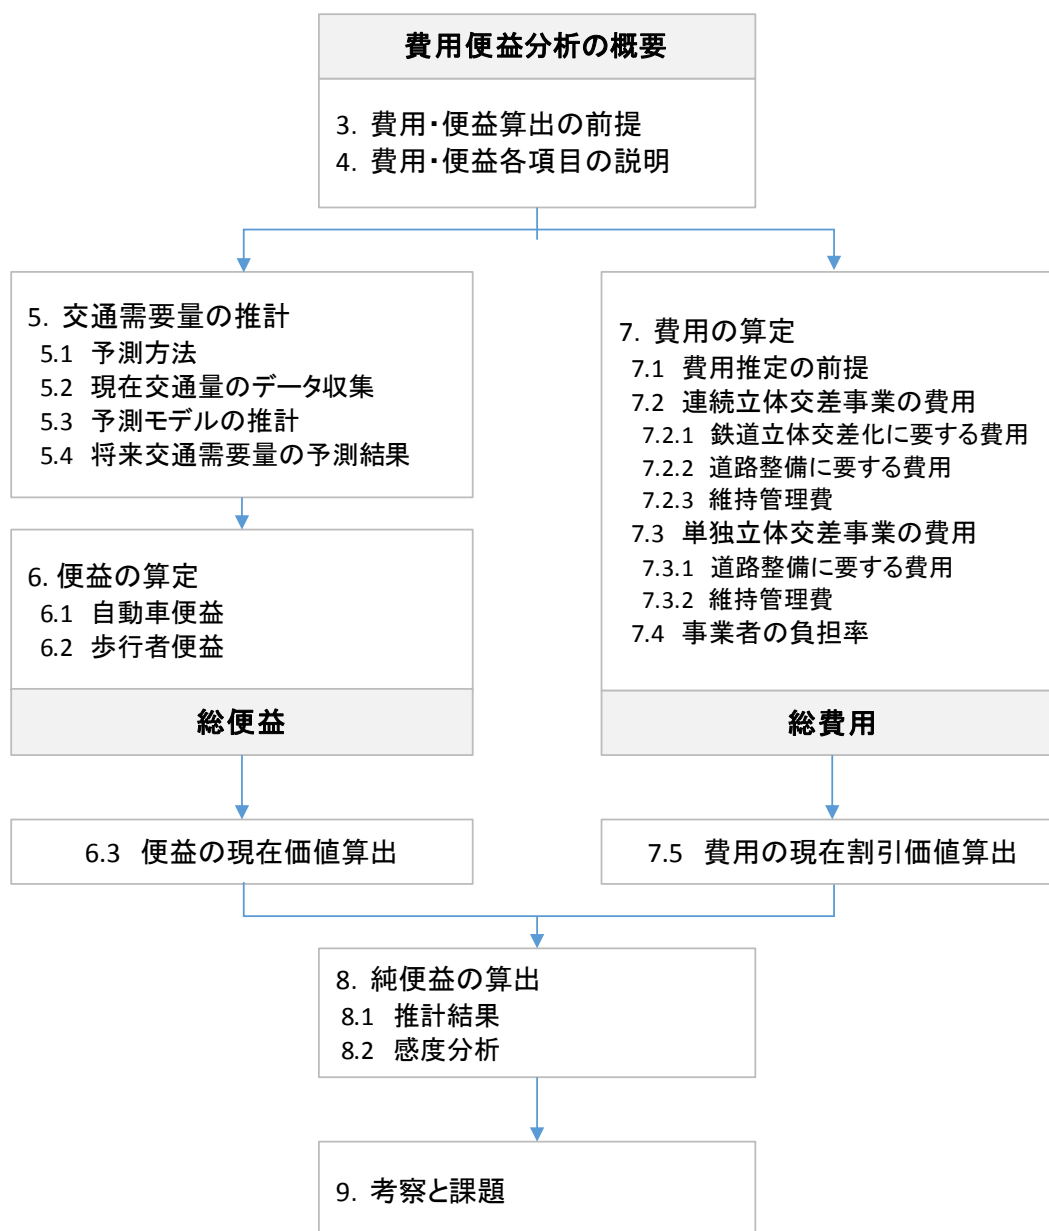 費用便益分析の概要
3. 費用・便益算出の前提
4. 費用・便益各項目の説明
5. 交通需要量の推計
5.1 予測方法
5.2 現在交通量のデータ収集
5.3 予測モデルの推計
5.4 将来交通需要量の予測結果
6. 便益の算定
6.1 自動車便益
6.2 歩行者便益
総便益
6.3 便益の現在価値算出
7. 費用の算定
7.1 費用推定の前提
7.2 連続立体交差事業の費用
7.2.1 鉄道立体交差化に要する費用
7.2.2 道路整備に要する費用
7.2.3 維持管理費
7.3 単独立体交差事業の費用
7.3.1 道路整備に要する費用
7.3.2 維持管理費
7.4 事業者の負担率
総費用
7.5 費用の現在割引価値算出
8. 純便益の算出
8.1 推計結果
8.2 感度分析
9. 考察と課題